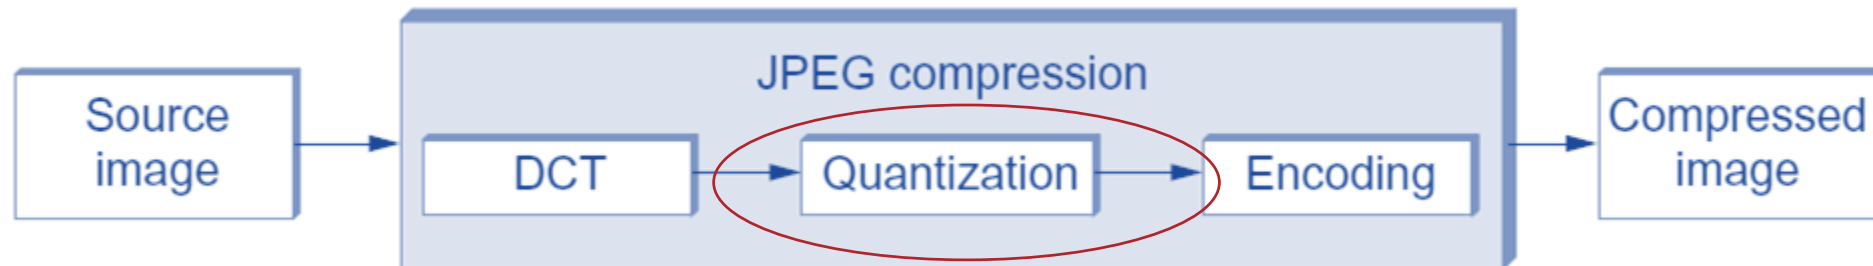 Source
image
JPEG compression
DCT
Quantization
Encoding
Compressed
image